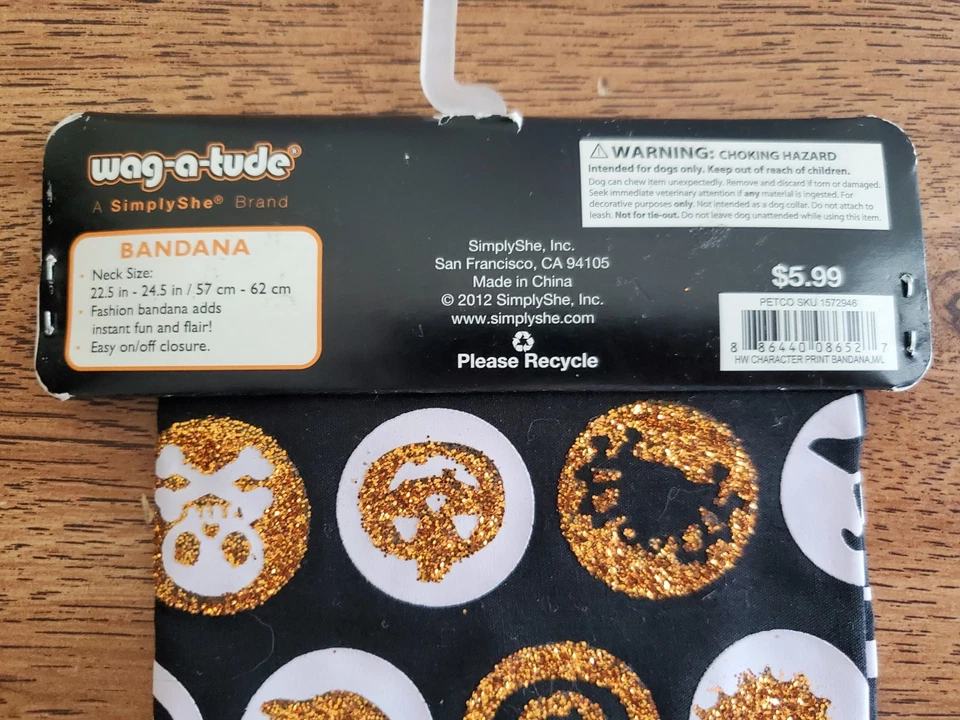 wag-a-tude®
A SimplyShe® Brand
BANDANA
• Neck Size:
22.5 in - 24.5 in / 57 cm - 62 cm
• Fashion bandana adds
instant fun and flair!
• Easy on/off closure.
SimplyShe, Inc.
San Francisco, CA 94105
Made in China
© 2012 SimplyShe, Inc.
www.simplyshe.com
Please Recycle
⚠ WARNING: CHOKING HAZARD
Intended for dogs only. Keep out of reach of children.
Dog can chew item unexpectedly. Remove and discard if torn or damaged.
Seek immediate veterinary attention if any material is ingested. For
decorative purposes only. Not intended as a dog collar. Do not attach to
leash. Not for tie-out. Do not leave dog unattended while using this item.
$5.99
PETCO SKU 1572946
8 86440 08652 7
HW CHARACTER PRINT BANDANA,M/L